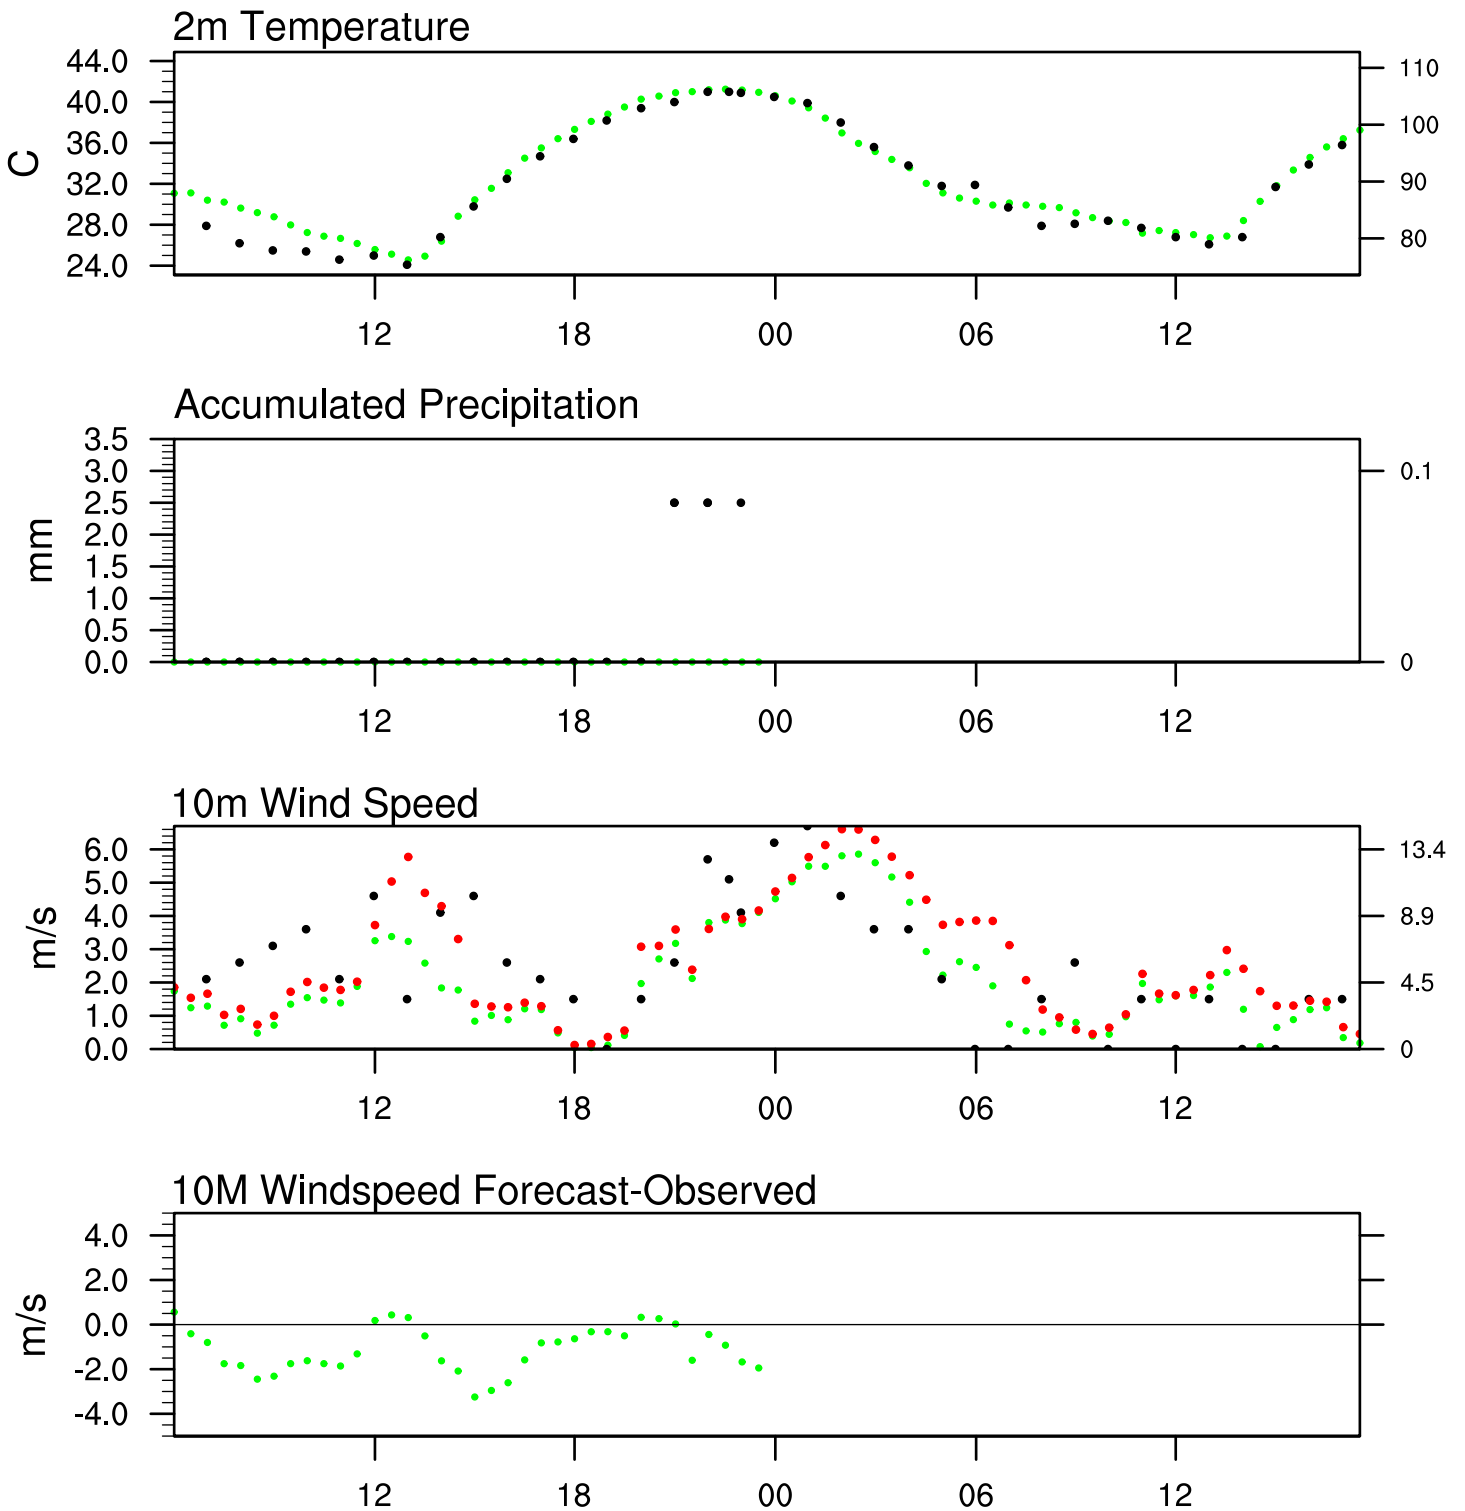 2m Temperature
44.0 110
40.0
100
36.0
C
32.0 90
28.0
80
24.0
12 18 00 06 12
Accumulated Precipitation
3.5
3.0 0.1
2.5
2.0
mm
1.5
1.0
0.5
0.0 0
12 18 00 06 12
10m Wind Speed
6.0 13.4
5.0
4.0 8.9
m/s
3.0
2.0 4.5
1.0
0.0 0
12 18 00 06 12
10M Windspeed Forecast-Observed
4.0
2.0
0.0
m/s
-2.0
-4.0
12 18 00 06 12